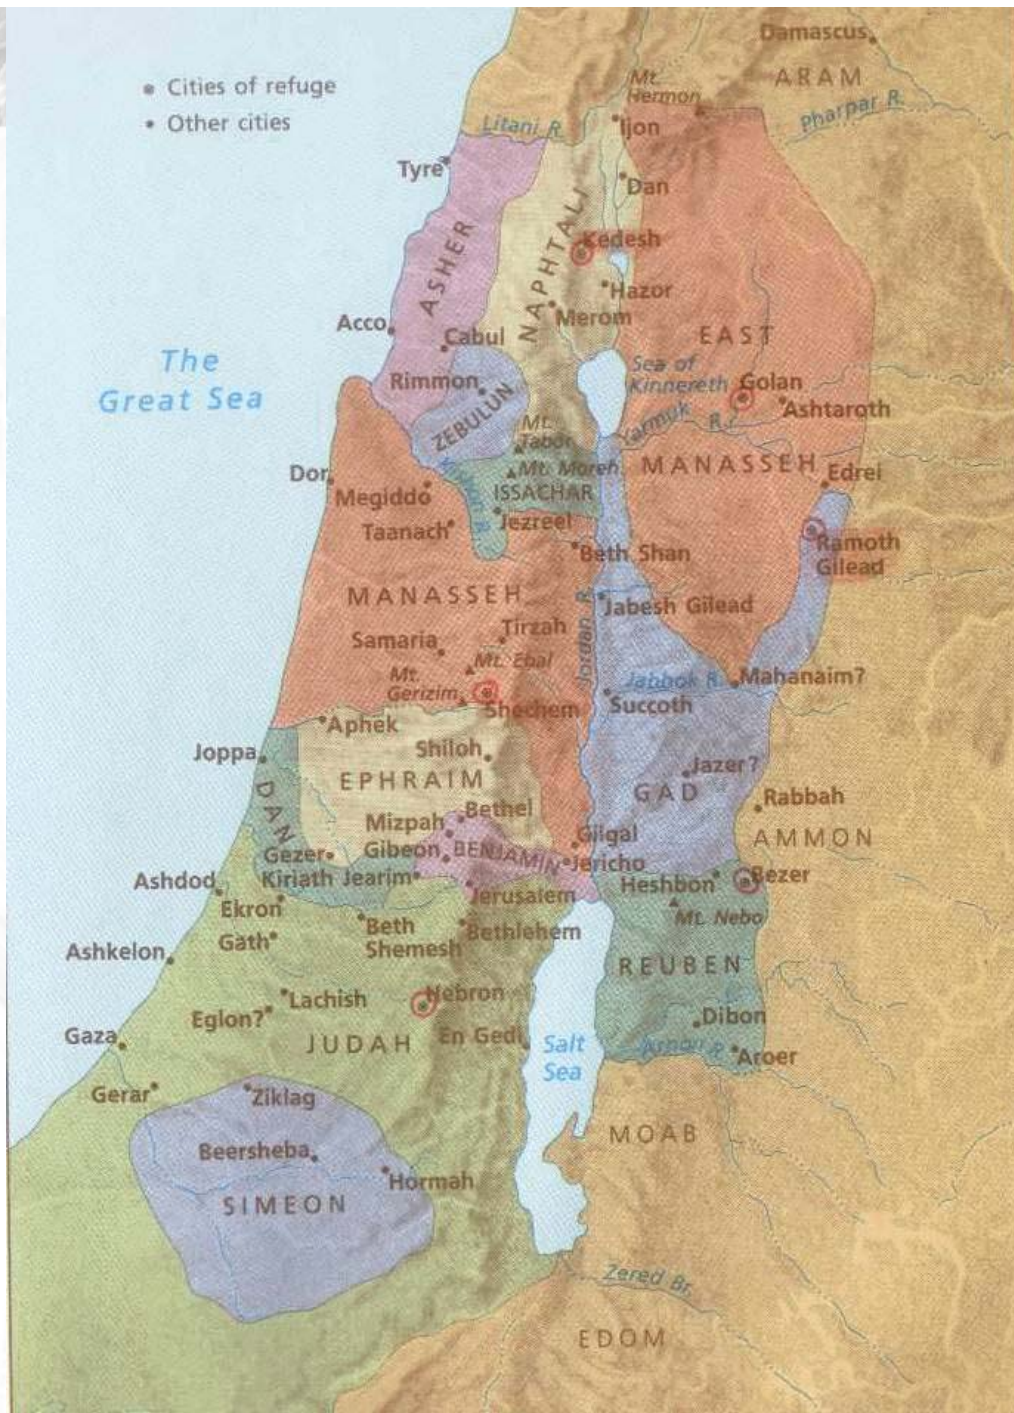 Damascus
Cities of refuge
Other cities
ARAM
Mt.
Hermon
Pharpar R.
Litani R.
Ijon
Tyre
Dan
ASHER
NAPHTALI
Kedesh
Hazor
Merom
Acco
Cabul
EAST
The
Great Sea
Sea of
Kinnereth
Rimmon
Golan
Ashtaroth
ZEBULUN
Yarmuk
R.
Mt.
Tabor
Mt. Moreh
MANASSEH
Edrei
Dor
Megiddo
Kishon R.
ISSACHAR
Jezreel
Taanach
Ramoth
Gilead
Beth Shan
MANASSEH
Jabesh Gilead
Jordan R.
Tirzah
Samaria
Mt. Ebal
Mt.
Gerizim
Jabbok R.
Mahanaim?
Shechem
Succoth
Aphek
Joppa
Shiloh
EPHRAIM
Jazer?
GAD
DAN
Bethel
Rabbah
Mizpah
AMMON
Gilgal
Gezer
Gibeon
BENJAMIN
Jericho
Kiriath Jearim
Heshbon
Bezer
Ashdod
Jerusalem
Ekron
Mt. Nebo
Beth
Shemesh
Bethlehem
Gath
Ashkelon
REUBEN
Lachish
Hebron
Eglon?
Dibon
Gaza
JUDAH
En Gedi
Salt
Sea
Arnon R.
Aroer
Gerar
Ziklag
MOAB
Beersheba
Hormah
SIMEON
Zered Br.
EDOM